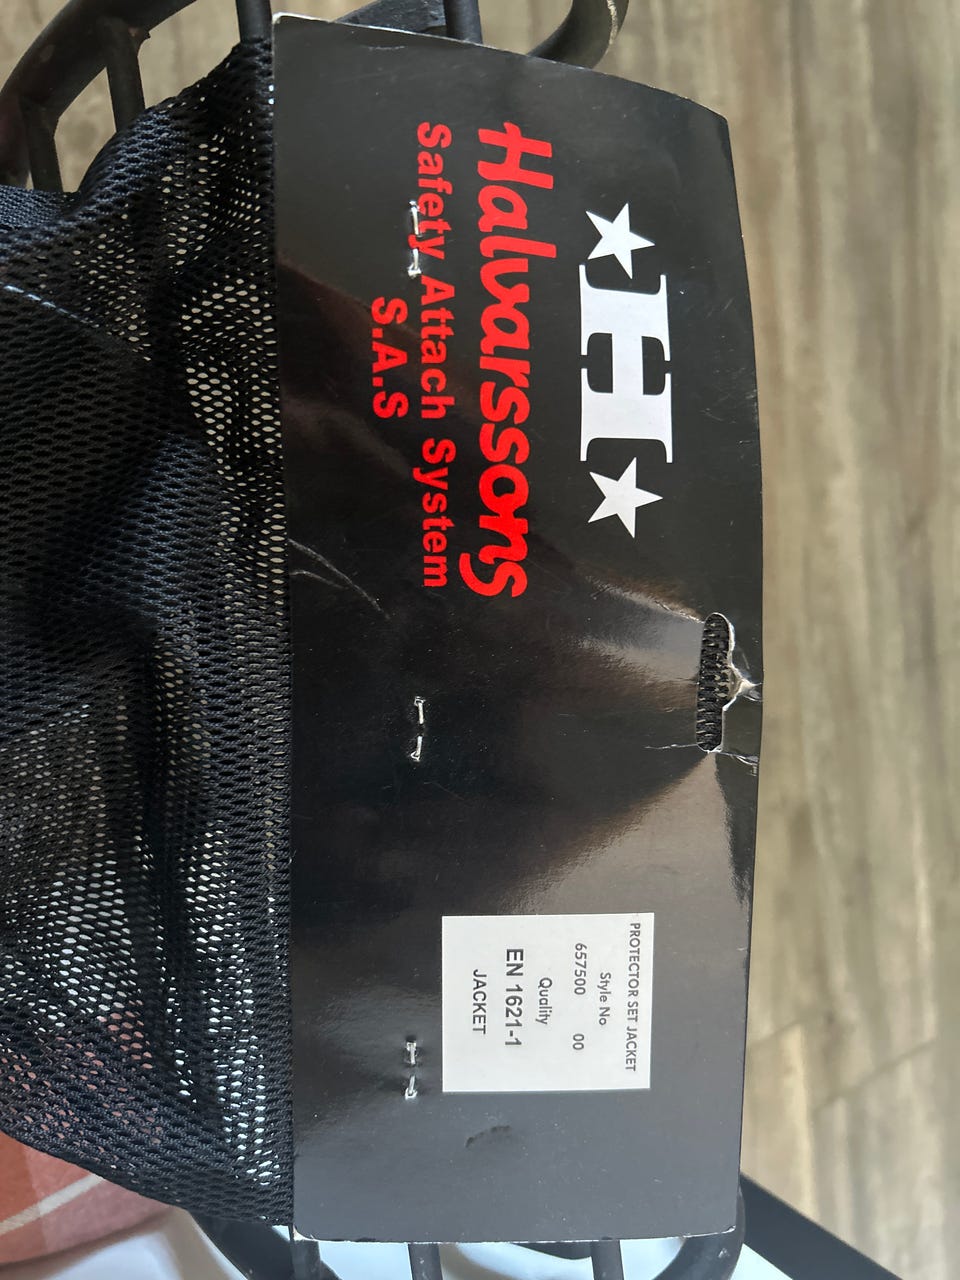 H
Halvarssons
Safety Attach System
S.A.S
PROTECTOR SET JACKET
Style No
657500 00
Quality
EN 1621-1
JACKET